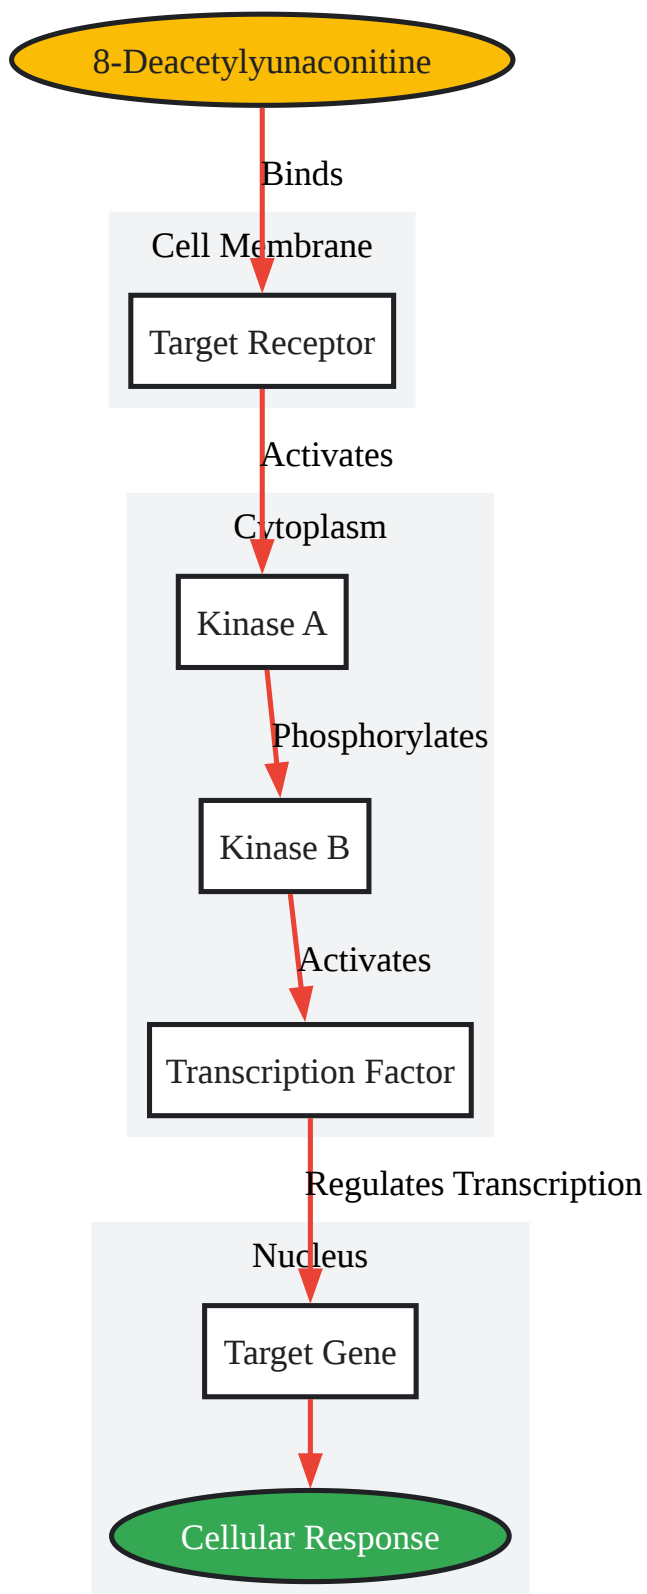 8-Deacetylyunaconitine
Binds
Cell Membrane
Target Receptor
Activates
Cytoplasm
Kinase A
Phosphorylates
Kinase B
Activates
Transcription Factor
Regulates Transcription
Nucleus
Target Gene
Cellular Response